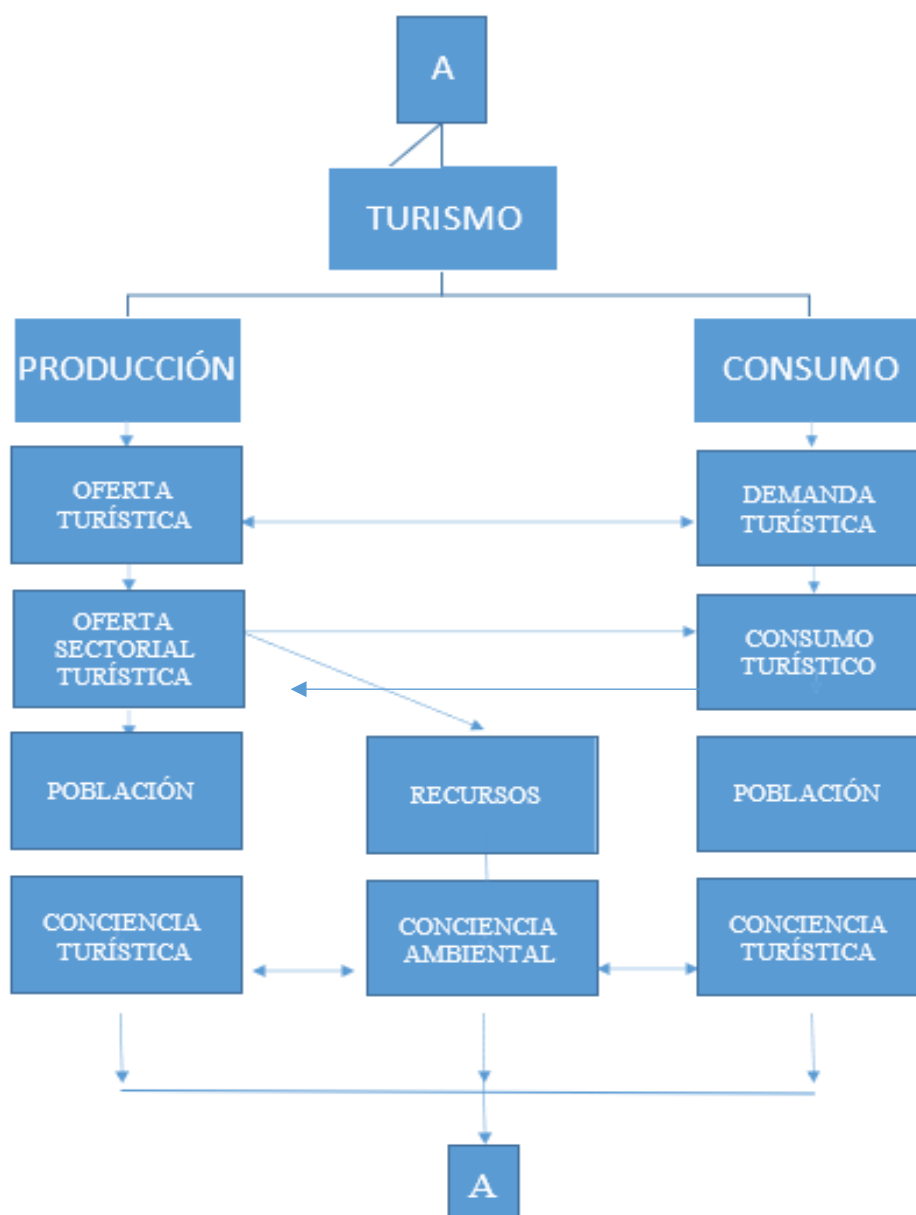 A
TURISMO
PRODUCCIÓN
CONSUMO
OFERTA
TURÍSTICA
DEMANDA
TURÍSTICA
OFERTA
SECTORIAL
TURÍSTICA
CONSUMO
TURÍSTICO
POBLACIÓN
RECURSOS
POBLACIÓN
CONCIENCIA
TURÍSTICA
CONCIENCIA
AMBIENTAL
CONCIENCIA
TURÍSTICA
A